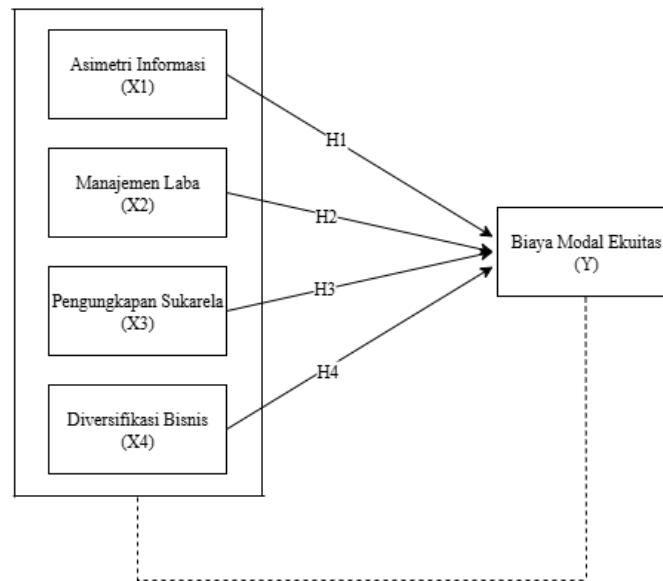 Asimetri Informasi
(X1)
H1
Manajemen Laba
(X2)
H2
Biaya Modal Ekuitas
(Y)
Pengungkapan Sukarela
(X3)
H3
H4
Diversifikasi Bisnis
(X4)